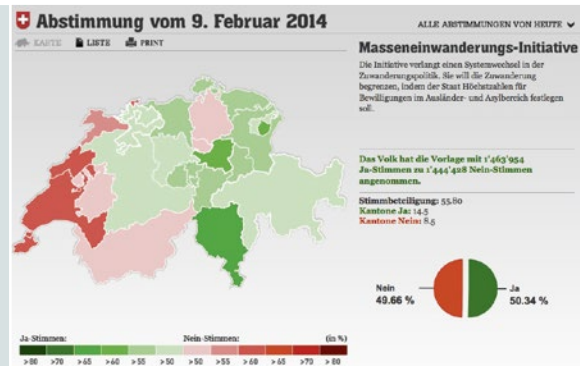 Abstimmung vom 9. Februar 2014
ALLE ABSTIMMUNGEN VON HEUTE
KARTE LISTE PRINT
Masseneinwanderungs-Initiative
Die Initiative verlangt einen Systemwechsel in der
Zuwanderungspolitik. Sie will die Zuwanderung
begrenzen, indem der Staat Höchstzahlen für
Bewilligungen im Ausländer- und Asylbereich festlegen
soll.
Das Volk hat die Vorlage mit 1'463'954
Ja-Stimmen zu 1'444'428 Nein-Stimmen
angenommen.
Stimmbeteiligung: 55.80
Kantone Ja: 14.5
Kantone Nein: 8.5
Nein
49.66 %
Ja
50.34 %
Ja-Stimmen: Nein-Stimmen: (in %)
>80 >70 >65 >60 >55 >50 >50 >55 >60 >65 >70 >80